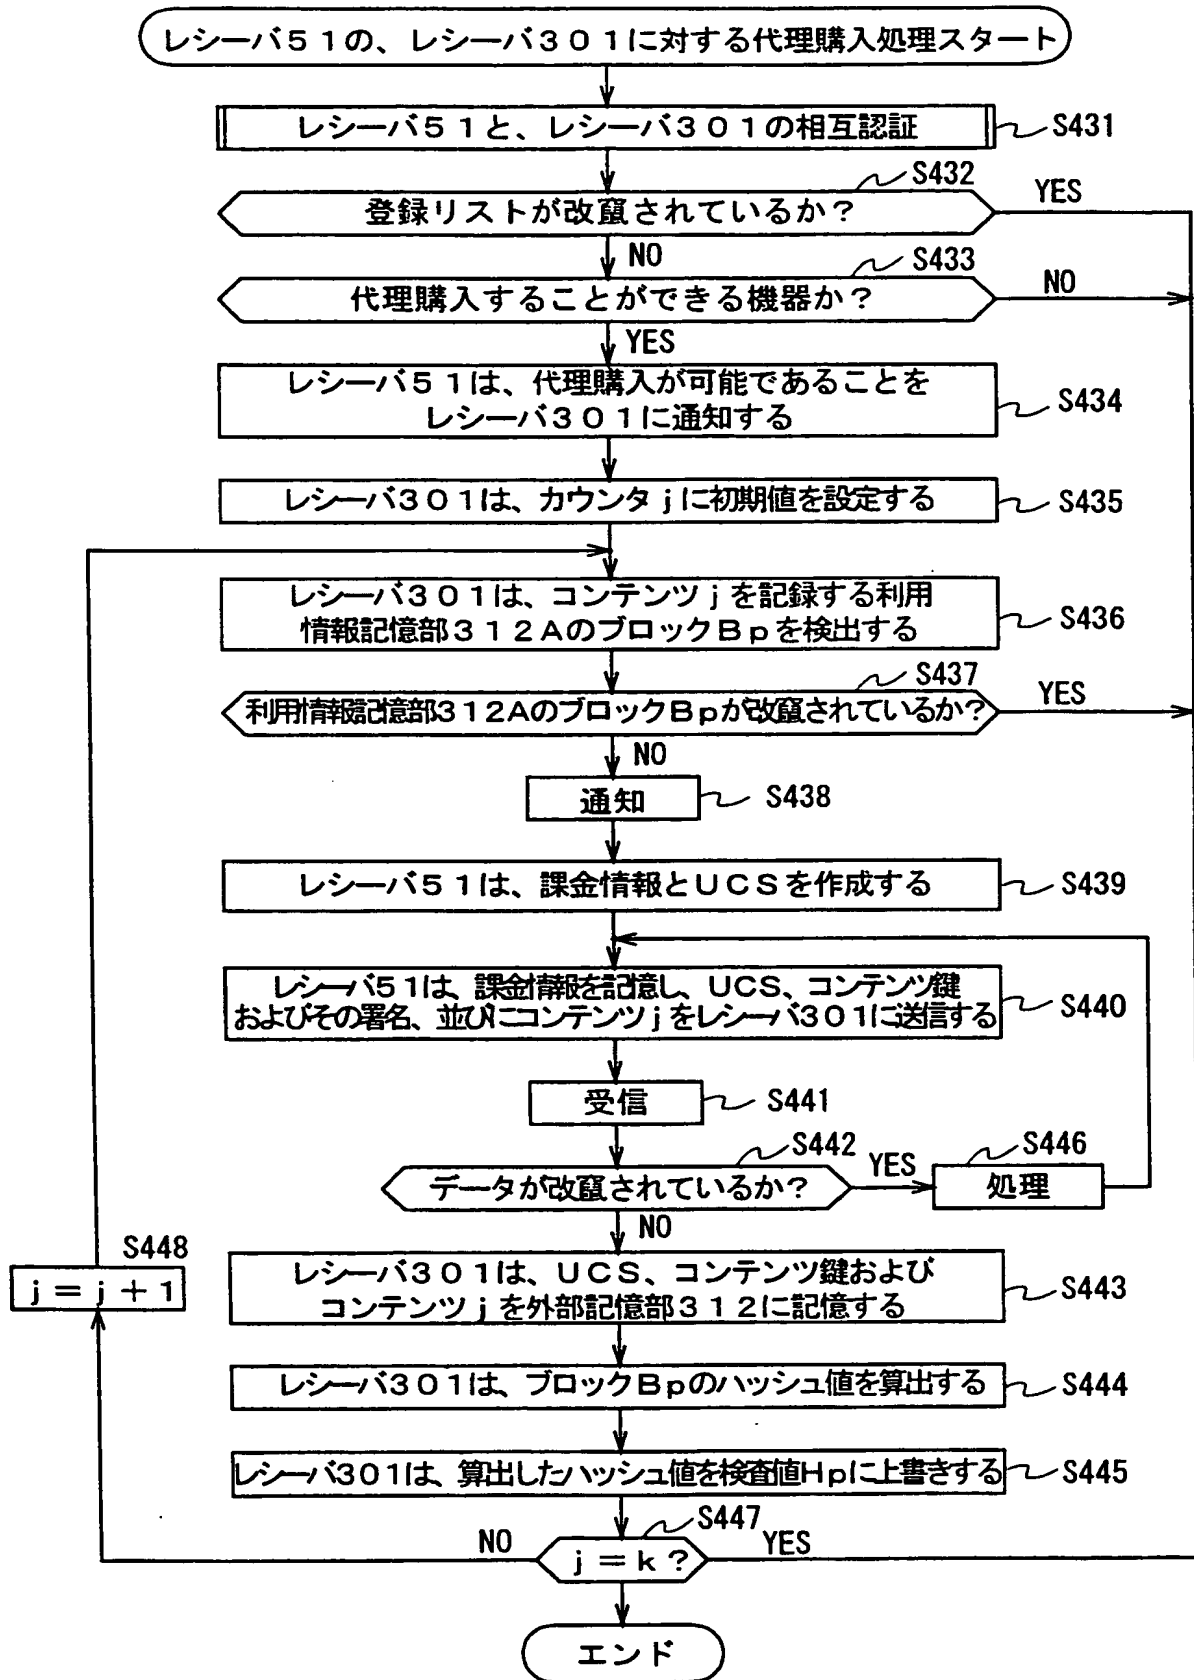 レシーバ51の、レシーバ301に対する代理購入処理スタート
レシーバ51と、レシーバ301の相互認証
S431
S432
登録リストが改竄されているか?
YES
NO
S433
代理購入することができる機器か?
NO
YES
レシーバ51は、代理購入が可能であることを
レシーバ301に通知する
S434
レシーバ301は、カウンタjに初期値を設定する
S435
レシーバ301は、コンテンツjを記録する利用
情報記憶部312AのブロックBpを検出する
S436
S437
利用情報記憶部312AのブロックBpが改竄されているか?
YES
NO
通知
S438
レシーバ51は、課金情報とUCSを作成する
S439
レシーバ51は、課金情報を記憶し、UCS、コンテンツ鍵
およびその署名、並びにコンテンツjをレシーバ301に送信する
S440
受信
S441
S442
データが改竄されているか?
YES
S446
処理
NO
S448
j=j+1
レシーバ301は、UCS、コンテンツ鍵および
コンテンツjを外部記憶部312に記憶する
S443
レシーバ301は、ブロックBpのハッシュ値を算出する
S444
レシーバ301は、算出したハッシュ値を検査値Hpに上書きする
S445
S447
NO
j=k?
YES
エンド